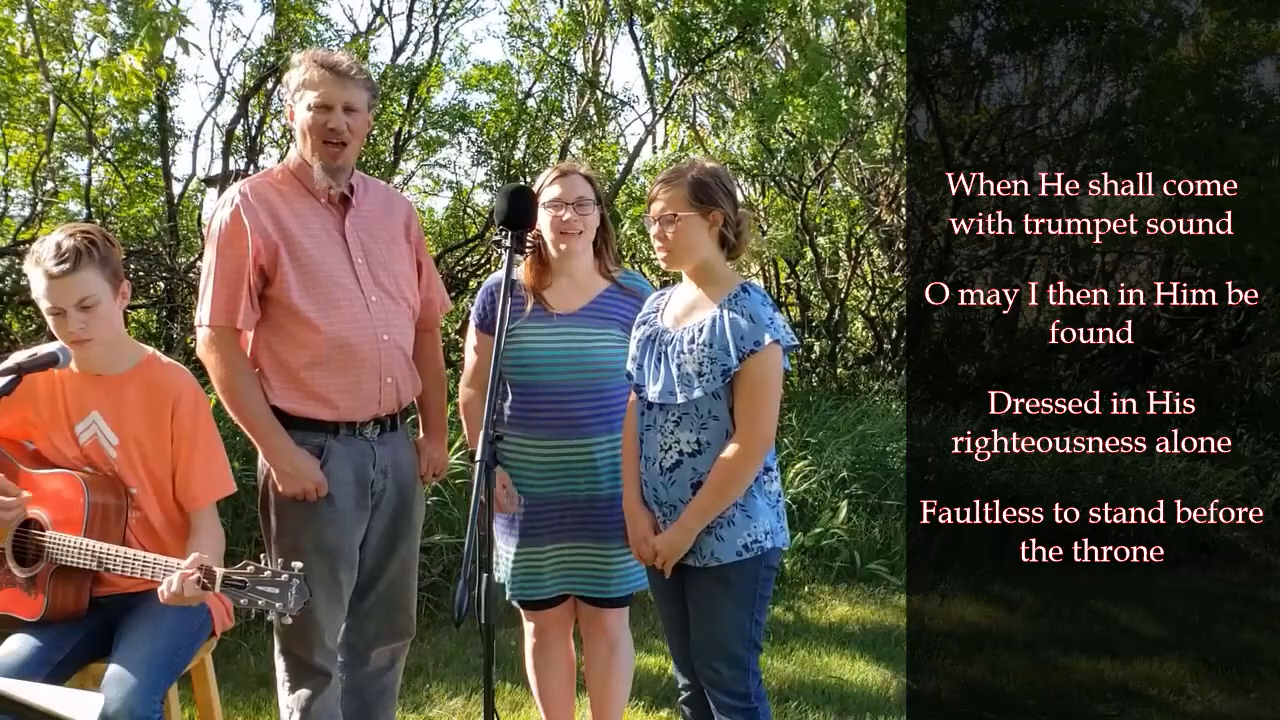 When He shall come
with trumpet sound
O may I then in Him be
found
Dressed in His
righteousness alone
Faultless to stand before
the throne